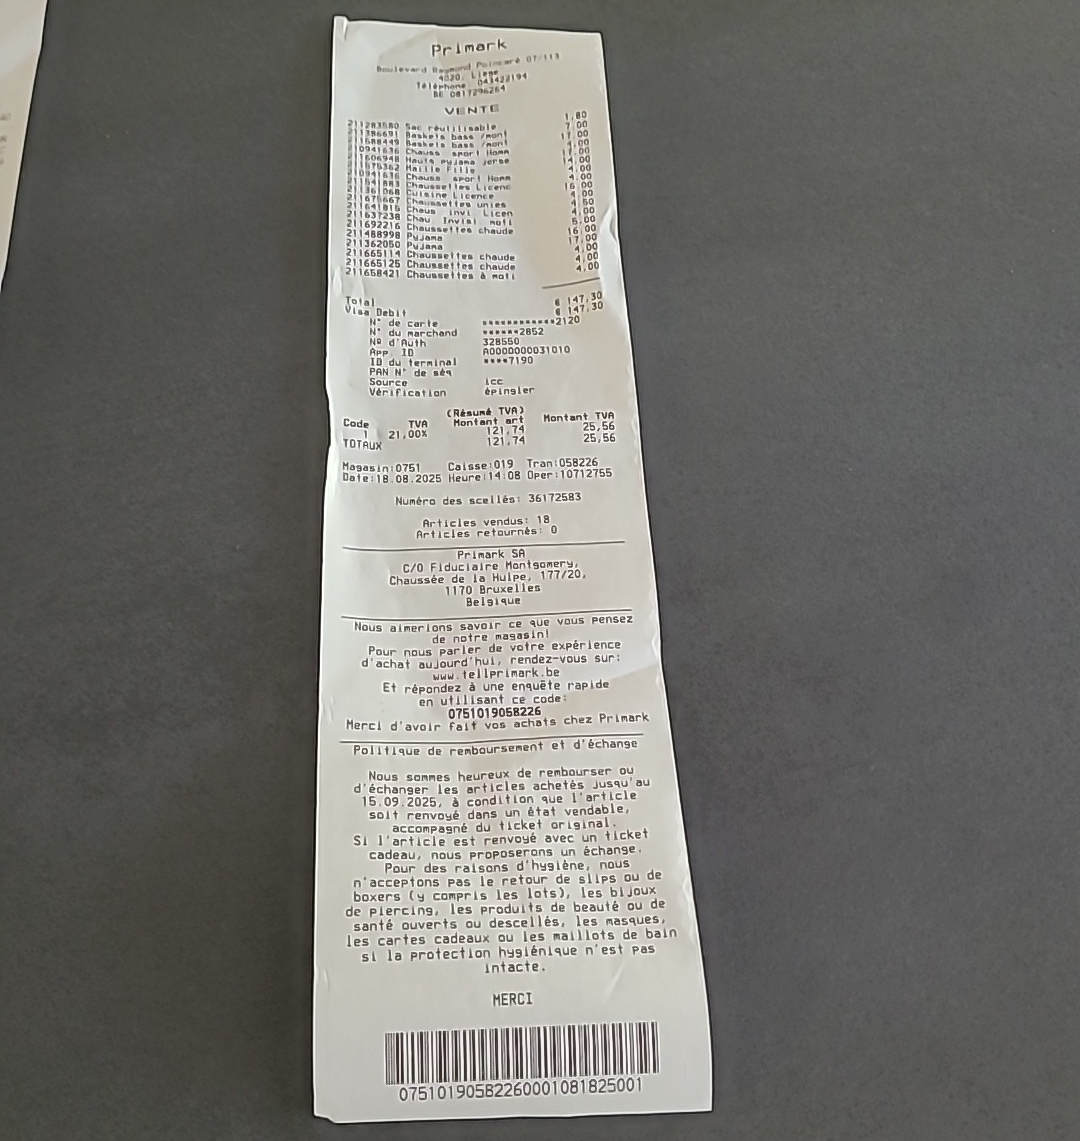 Primark
Boulevard Raymond Poincaré 07/113
4020, Liège
Téléphone 043422194
BE 0817296264
VENTE
Sac réutilisable 1,80
Baskets bass /mont 7,00
Baskets bass /mont 17,00
210941636 Chauss sport Homm 4,00
211606948 Hauts pyjama jerse 17,00
211575362 Maille Fille 14,00
210941636 Chauss sport Homm 4,00
Chaussettes Licenc 4,00
Cuisine Licence 16,00
211675667 Chaussettes unies 4,00
211641815 Chaus invi Licen 4,50
211637238 Chau Invisi moti 4,00
211692216 Chaussettes chaude 5,00
211488998 Pyjama 16,00
211362050 Pyjama 17,00
211665114 Chaussettes chaude 4,00
211665125 Chaussettes chaude 4,00
211658421 Chaussettes à moti 4,00
Total € 147,30
Visa Debit € 147,30
N° de carte ************2120
N° du marchand ******2852
Nº d'Auth 328550
App. ID A0000000031010
ID du terminal ****7190
PAN N° de séq
Source icc
Vérification épingler
(Résumé TVA)
Code TVA Montant art Montant TVA
1 21,00% 121,74 25,56
TOTAUX 121,74 25,56
Magasin:0751 Caisse:019 Tran:058226
Date:18.08.2025 Heure:14:08 Oper:10712755
Numéro des scellés: 36172583
Articles vendus: 18
Articles retournés: 0
Primark SA
C/O Fiduciaire Montgomery,
Chaussée de la Hulpe, 177/20,
1170 Bruxelles
Belgique
Nous aimerions savoir ce que vous pensez
de notre magasin!
Pour nous parler de votre expérience
d'achat aujourd'hui, rendez-vous sur:
www.tellprimark.be
Et répondez à une enquête rapide
en utilisant ce code:
0751019058226
Merci d'avoir fait vos achats chez Primark
Politique de remboursement et d'échange
Nous sommes heureux de rembourser ou
d'échanger les articles achetés jusqu'au
15.09.2025, à condition que l'article
soit renvoyé dans un état vendable,
accompagné du ticket original.
Si l'article est renvoyé avec un ticket
cadeau, nous proposerons un échange.
Pour des raisons d'hygiène, nous
n'acceptons pas le retour de slips ou de
boxers (y compris les lots), les bijoux
de piercing, les produits de beauté ou de
santé ouverts ou descellés, les masques,
les cartes cadeaux ou les maillots de bain
si la protection hygiénique n'est pas
intacte.
MERCI
07510190582260001081825001